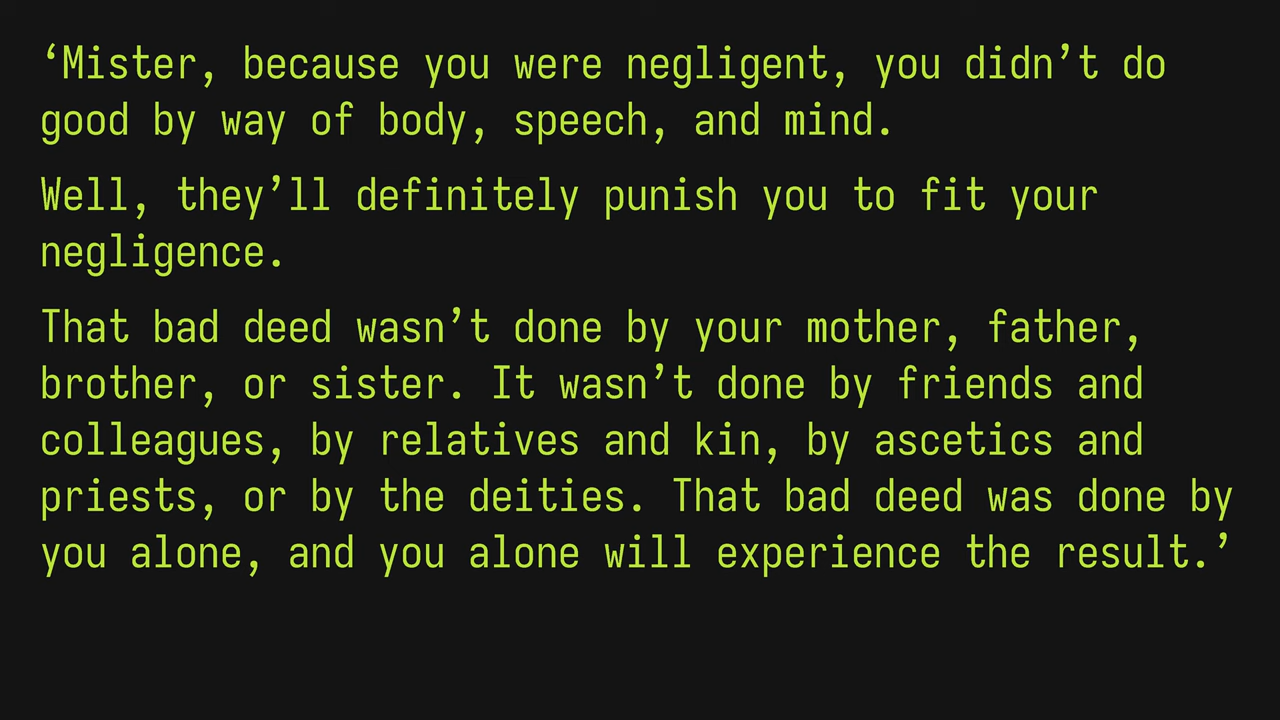 ‘Mister, because you were negligent, you didn’t do
good by way of body, speech, and mind.
Well, they’ll definitely punish you to fit your
negligence.
That bad deed wasn’t done by your mother, father,
brother, or sister. It wasn’t done by friends and
colleagues, by relatives and kin, by ascetics and
priests, or by the deities. That bad deed was done by
you alone, and you alone will experience the result.’